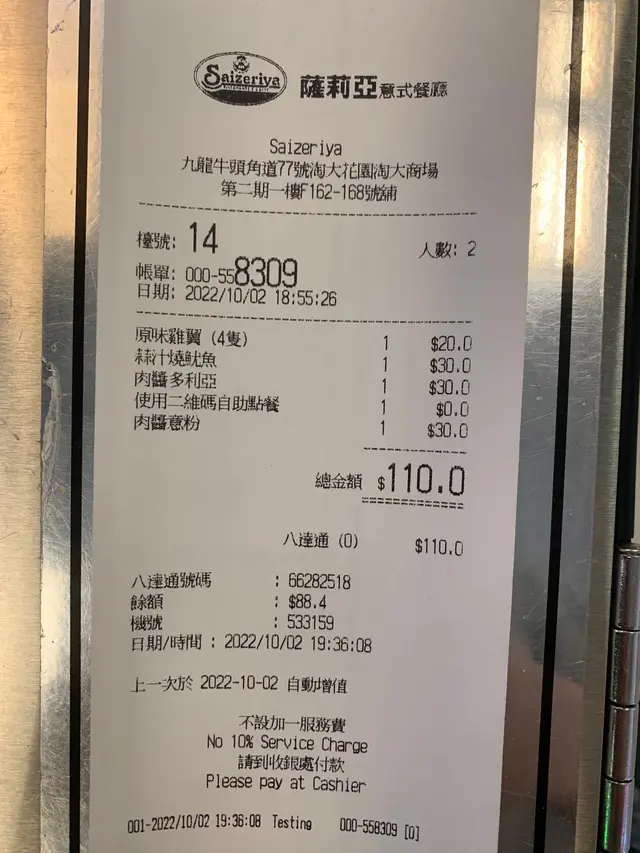 Saizeriya
薩莉亞意式餐廳
Saizeriya
九龍牛頭角道77號淘大花園淘大商場
第二期一樓F162-168號舖
檯號: 14 人數: 2
帳單: 000-558309
日期: 2022/10/02 18:55:26
原味雞翼 (4隻) 1 $20.0
蒜汁燒魷魚 1 $30.0
肉醬多利亞 1 $30.0
使用二維碼自助點餐 1 $0.0
肉醬意粉 1 $30.0
總金額 $110.0
八達通 (0) $110.0
八達通號碼 : 66282518
餘額 : $88.4
機號 : 533159
日期/時間 : 2022/10/02 19:36:08
上一次於 2022-10-02 自動增值
不設加一服務費
No 10% Service Charge
請到收銀處付款
Please pay at Cashier
001-2022/10/02 19:36:08 Testing 000-558309 [0]